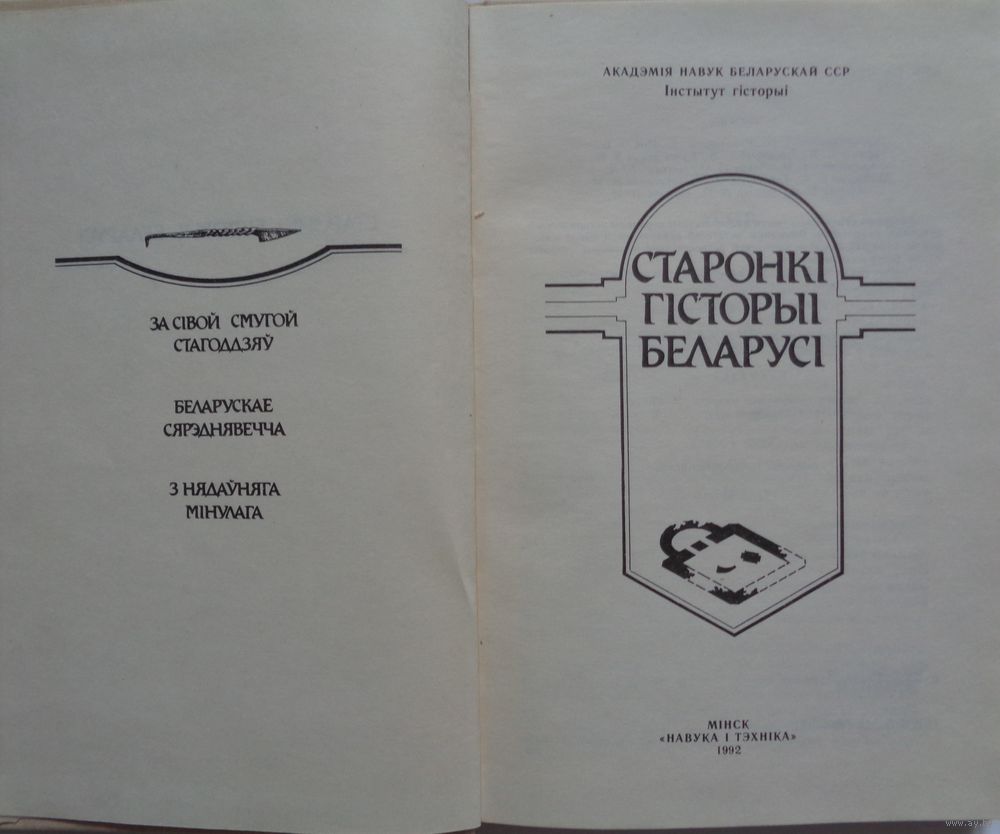 ЗА СІВОЙ СМУГОЙ
СТАГОДДЗЯЎ
БЕЛАРУСКАЕ
СЯРЭДНЯВЕЧЧА
З НЯДАЎНЯГА
МІНУЛАГА
АКАДЭМІЯ НАВУК БЕЛАРУСКАЙ ССР
Інстытут гісторыі
СТАРОНКІ
ГІСТОРЫІ
БЕЛАРУСІ
МІНСК
«НАВУКА І ТЭХНІКА»
1992